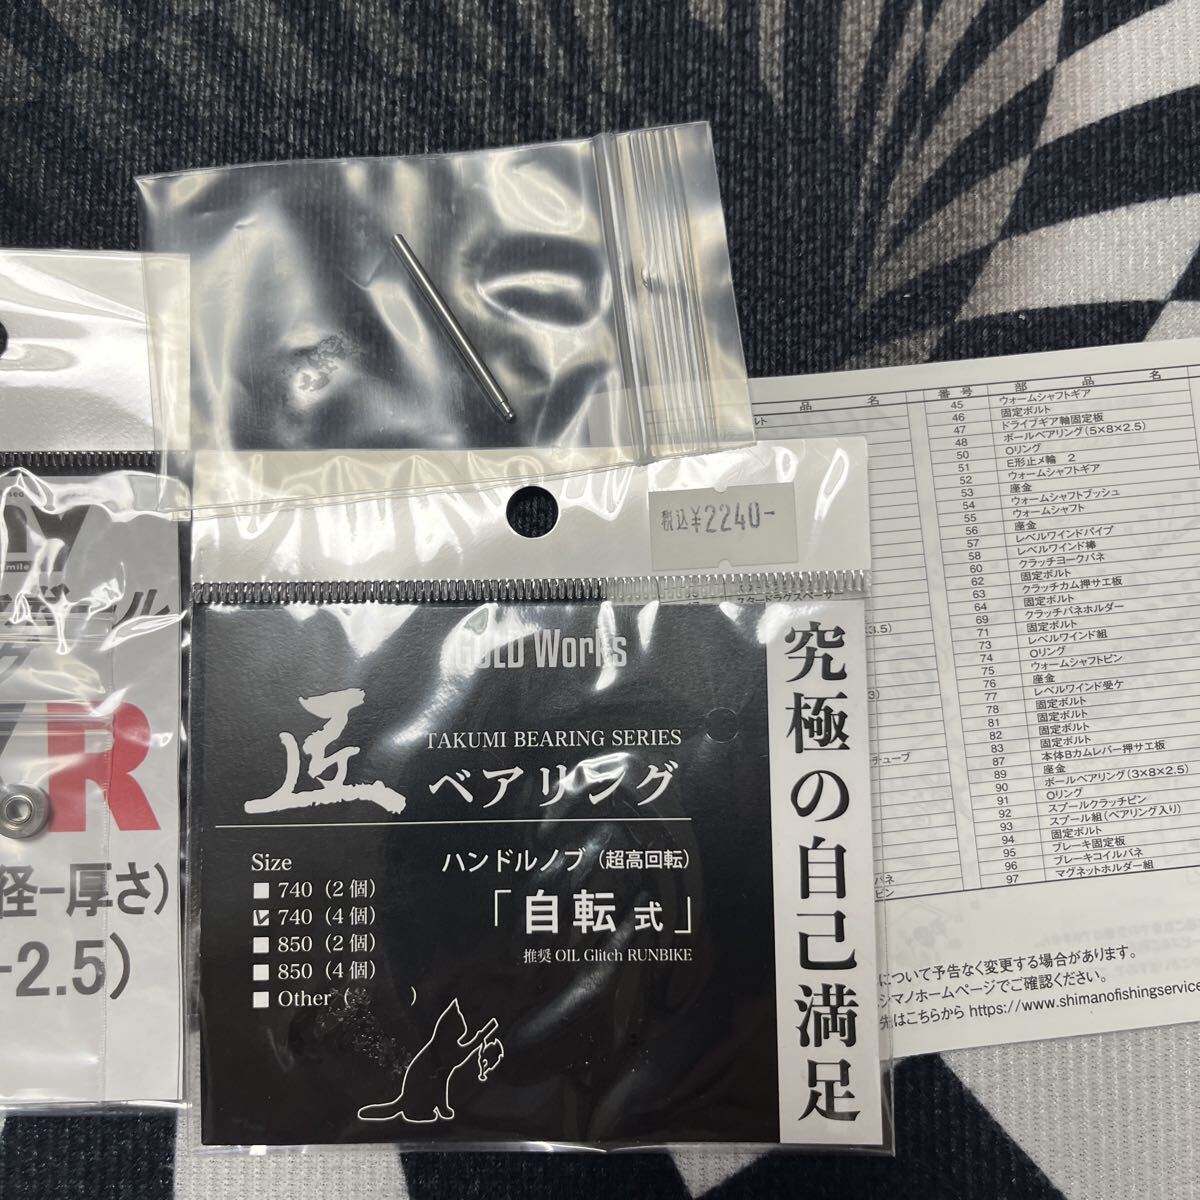 税込¥2240-
GOLD Works
匠
TAKUMI BEARING SERIES
ベアリング
ハンドルノブ（超高回転）
「自転式」
推奨 OIL Glitch RUNBIKE
Size
740（2個）
740（4個）
850（2個）
850（4個）
Other（　　）
究極の自己満足
R
径-厚さ）
-2.5）
品　名
番号　部　品　名
45 ウォームシャフトギア
46 固定ボルト
47 ドライブギア軸固定板
48 ボールベアリング(5×8×2.5)
50 Oリング
51 E形止メ輪 2
52 ウォームシャフトギア
53 座金
54 ウォームシャフトブッシュ
55 ウォームシャフト
56 座金
57 レベルワインドパイプ
58 レベルワインド棒
60 クラッチヨークバネ
62 固定ボルト
63 クラッチカム押サエ板
64 固定ボルト
69 クラッチバネホルダー
71 固定ボルト
73 レベルワインド組
74 Oリング
75 ウォームシャフトピン
76 座金
77 レベルワインド受ケ
78 固定ボルト
81 固定ボルト
82 固定ボルト
83 固定ボルト
87 本体Bカムレバー押サエ板
89 座金
90 ボールベアリング(3×8×2.5)
91 Oリング
92 スプールクラッチピン
93 スプール組(ベアリング入り)
94 固定ボルト
95 ブレーキ固定板
96 ブレーキコイルバネ
97 マグネットホルダー組
について予告なく変更する場合があります。
シマノホームページでご確認ください。
先はこちらから https://www.shimanofishingservice